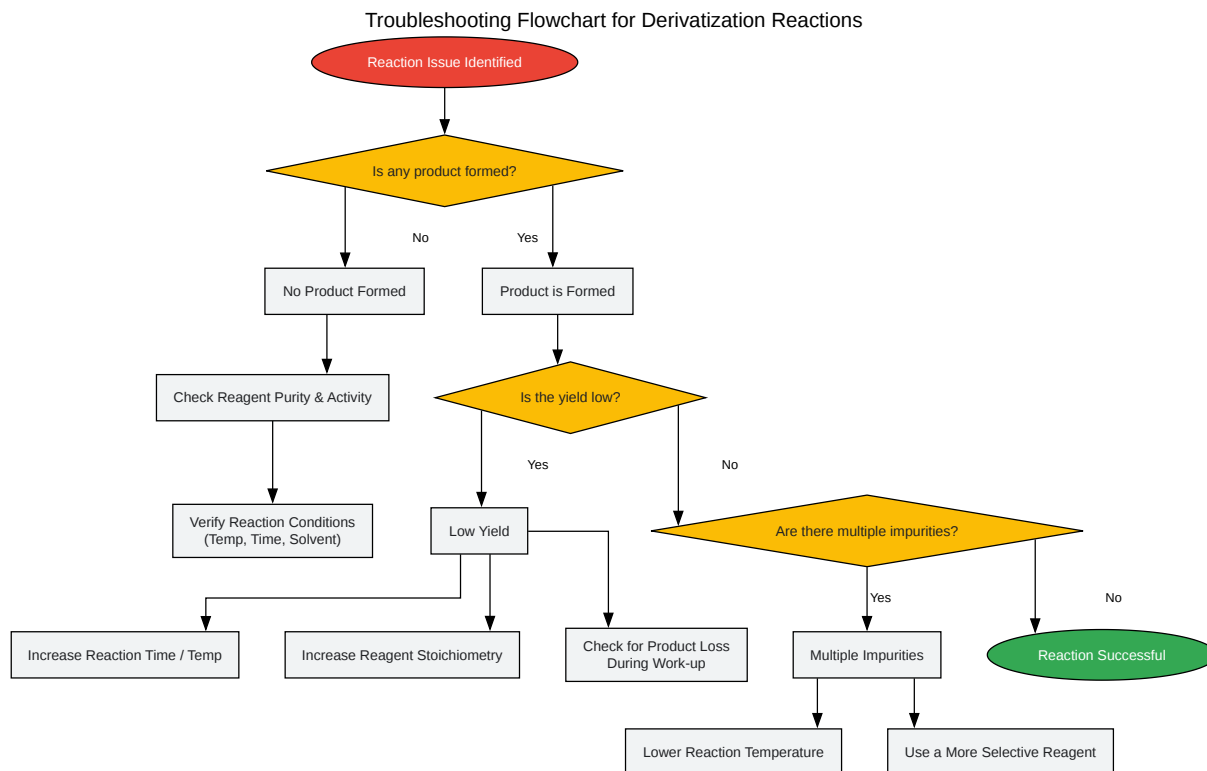 Troubleshooting Flowchart for Derivatization Reactions
Reaction Issue Identified
Is any product formed?
No
Yes
No Product Formed
Product is Formed
Check Reagent Purity & Activity
Is the yield low?
Yes
No
Verify Reaction Conditions
(Temp, Time, Solvent)
Low Yield
Are there multiple impurities?
Yes
No
Increase Reaction Time / Temp
Increase Reagent Stoichiometry
Check for Product Loss
During Work-up
Multiple Impurities
Reaction Successful
Lower Reaction Temperature
Use a More Selective Reagent